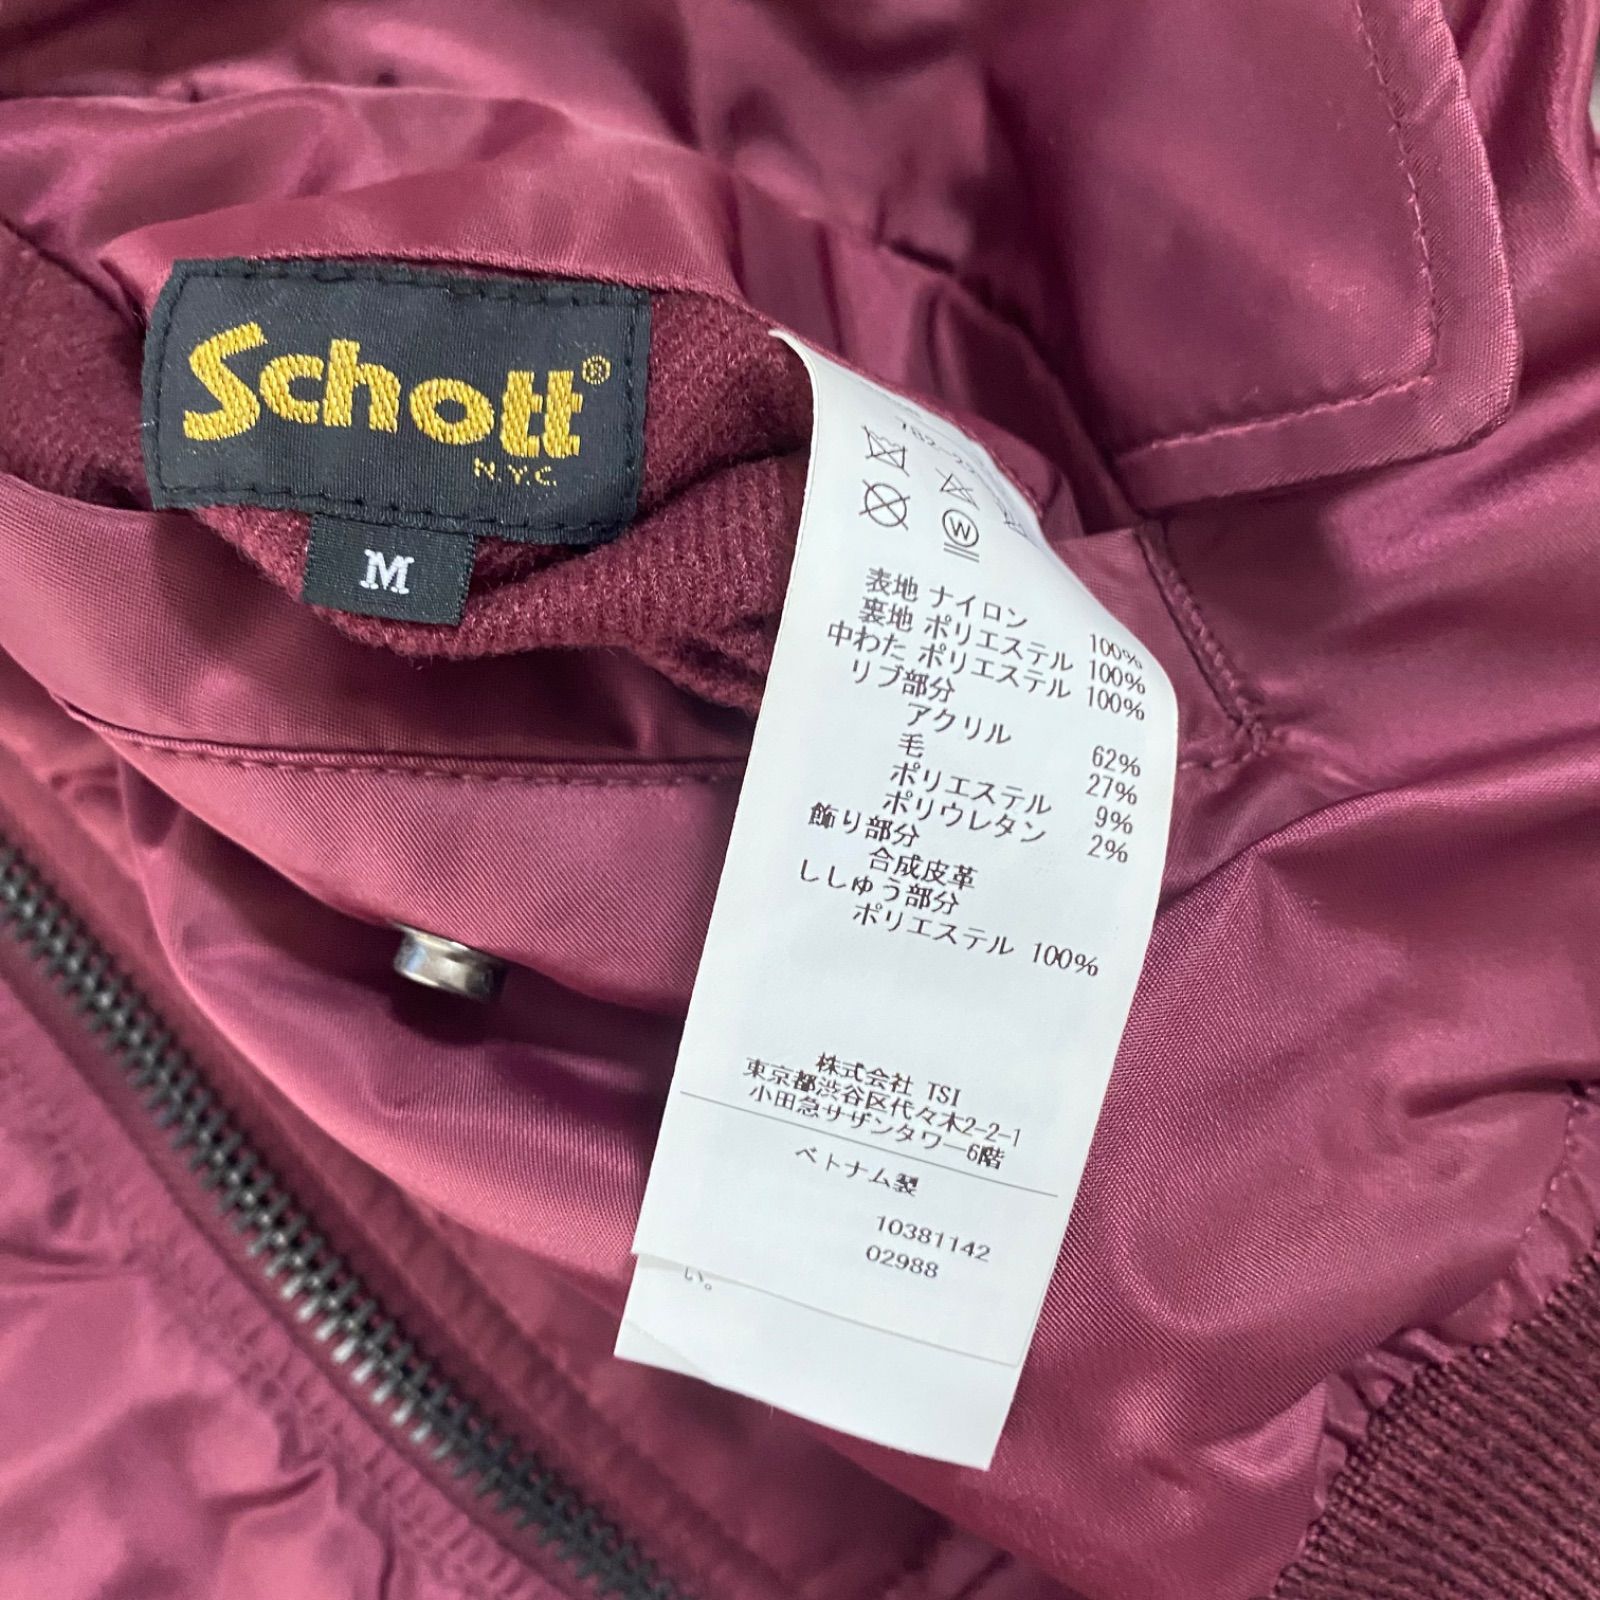 Schott®
N.Y.C.
M
W
表地 ナイロン 100%
裏地 ポリエステル 100%
中わた ポリエステル 100%
リブ部分
アクリル 62%
毛 27%
ポリエステル 9%
ポリウレタン 2%
飾り部分
合成皮革
ししゅう部分
ポリエステル 100%
株式会社 TSI
東京都渋谷区代々木2-2-1
小田急サザンタワー6階
ベトナム製
10381142
02988
い。